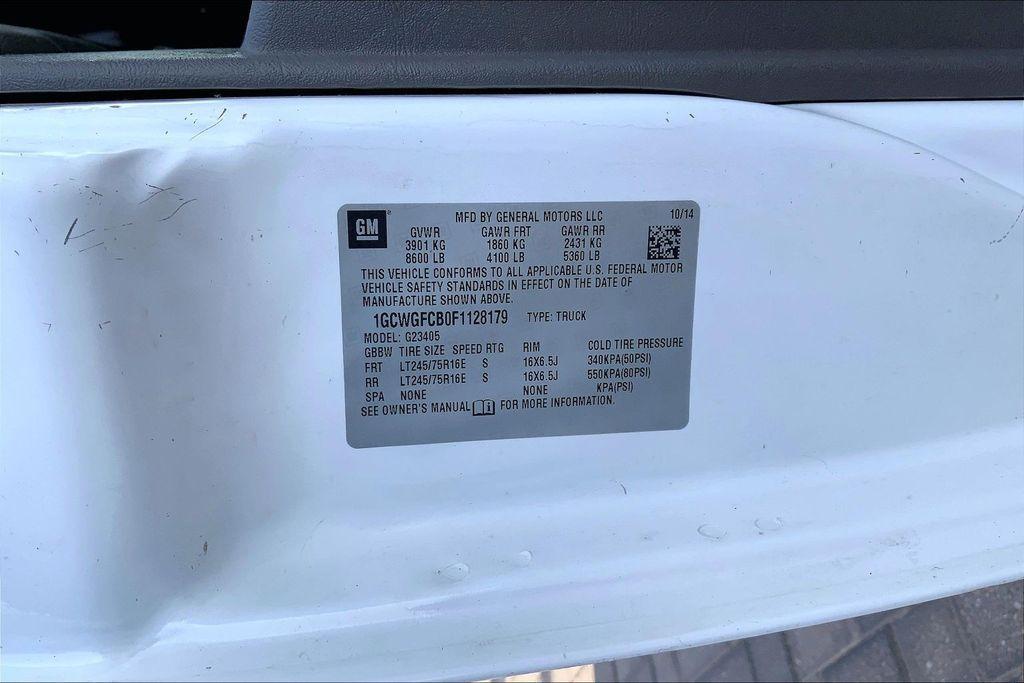 GM ® MFD BY GENERAL MOTORS LLC 10/14
GVWR GAWR FRT GAWR RR
3901 KG 1860 KG 2431 KG
8600 LB 4100 LB 5360 LB
THIS VEHICLE CONFORMS TO ALL APPLICABLE U.S. FEDERAL MOTOR
VEHICLE SAFETY STANDARDS IN EFFECT ON THE DATE OF
MANUFACTURE SHOWN ABOVE.
1GCWGFCB0F1128179 TYPE: TRUCK
MODEL: G23405
GBBW TIRE SIZE SPEED RTG RIM COLD TIRE PRESSURE
FRT LT245/75R16E S 16X6.5J 340KPA(50PSI)
RR LT245/75R16E S 16X6.5J 550KPA(80PSI)
SPA NONE NONE KPA(PSI)
SEE OWNER'S MANUAL FOR MORE INFORMATION.